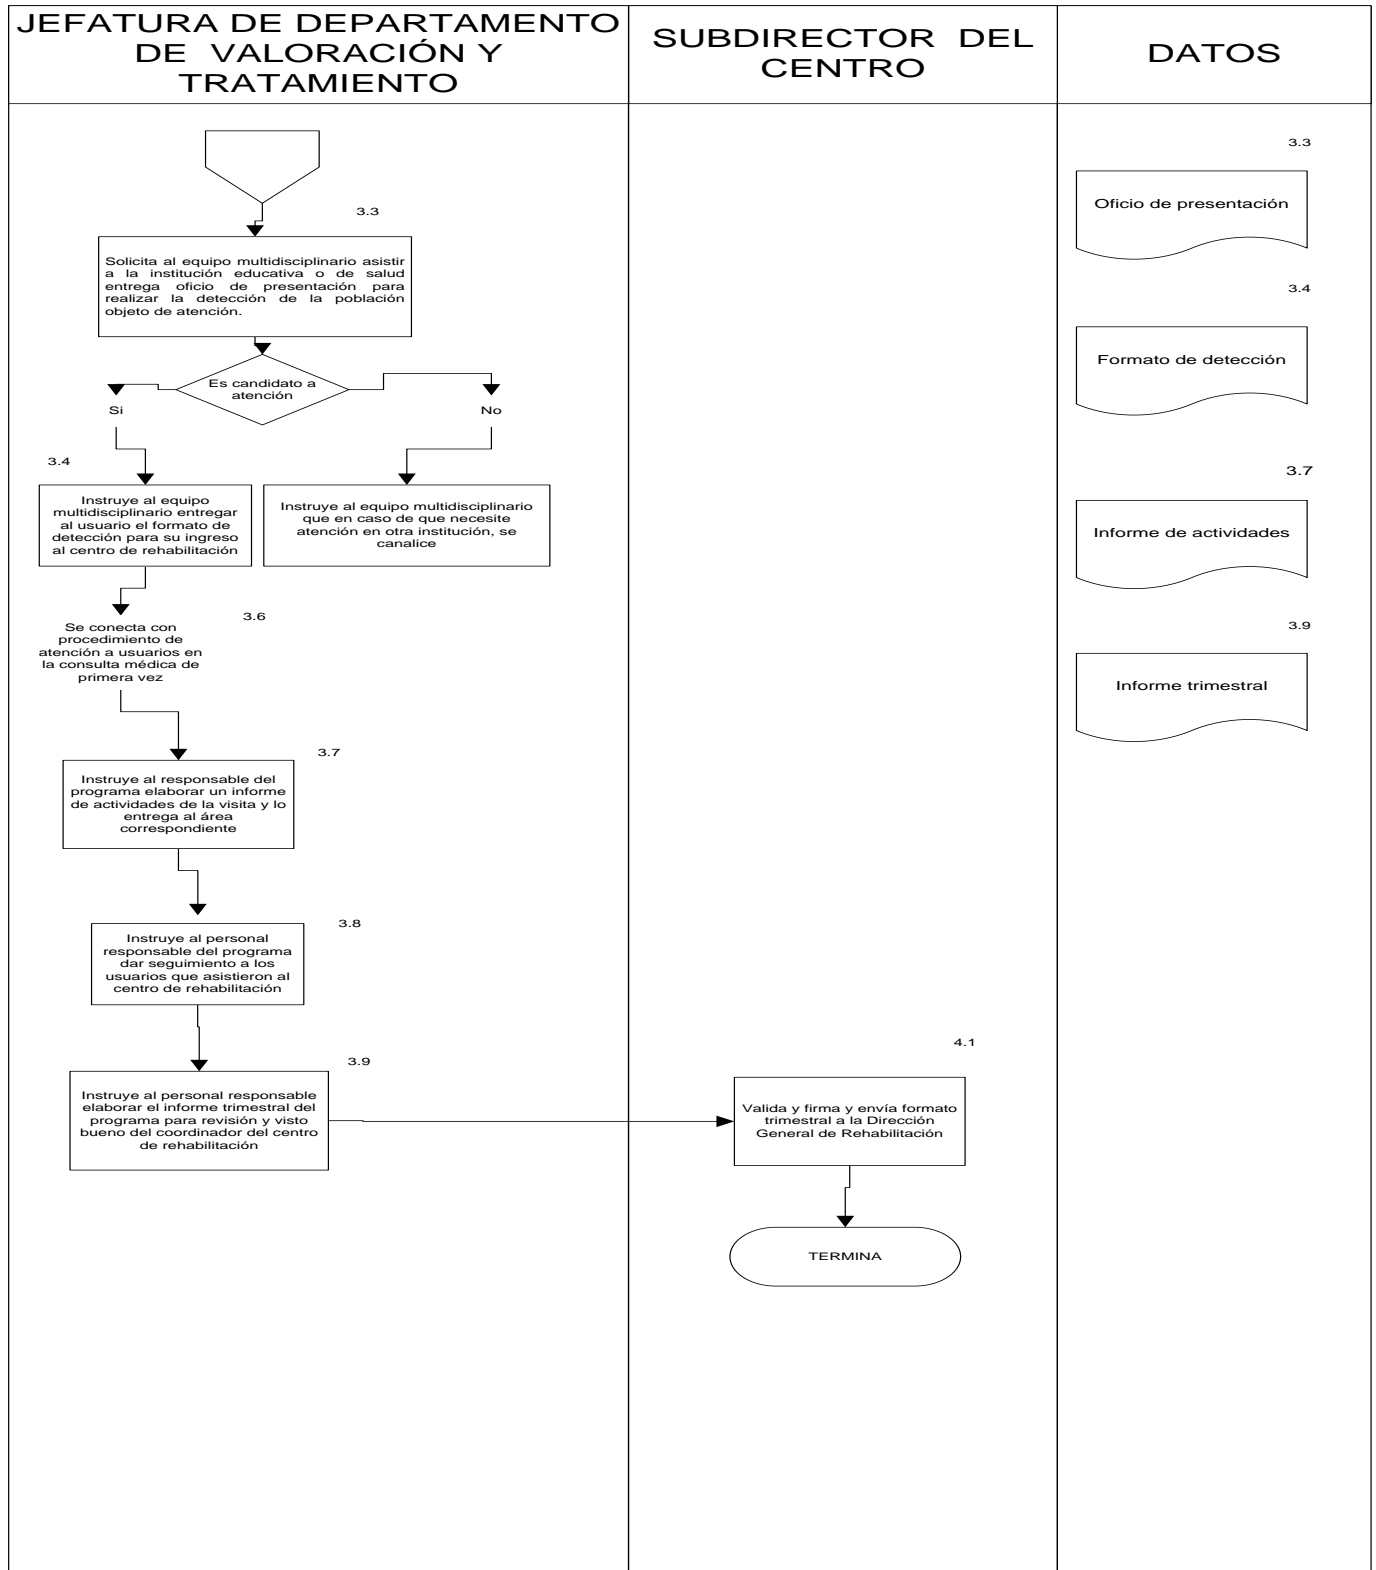 JEFATURA DE DEPARTAMENTO
DE VALORACIÓN Y
TRATAMIENTO
SUBDIRECTOR DEL
CENTRO
DATOS
3.3
Solicita al equipo multidisciplinario asistir
a la institución educativa o de salud
entrega oficio de presentación para
realizar la detección de la población
objeto de atención.
Es candidato a
atención
Si
No
3.4
Instruye al equipo
multidisciplinario entregar
al usuario el formato de
detección para su ingreso
al centro de rehabilitación
Instruye al equipo multidisciplinario
que en caso de que necesite
atención en otra institución, se
canalice
3.6
Se conecta con
procedimiento de
atención a usuarios en
la consulta médica de
primera vez
3.7
Instruye al responsable del
programa elaborar un informe
de actividades de la visita y lo
entrega al área
correspondiente
3.8
Instruye al personal
responsable del programa
dar seguimiento a los
usuarios que asistieron al
centro de rehabilitación
3.9
Instruye al personal responsable
elaborar el informe trimestral del
programa para revisión y visto
bueno del coordinador del centro
de rehabilitación
4.1
Valida y firma y envía formato
trimestral a la Dirección
General de Rehabilitación
TERMINA
3.3
Oficio de presentación
3.4
Formato de detección
3.7
Informe de actividades
3.9
Informe trimestral